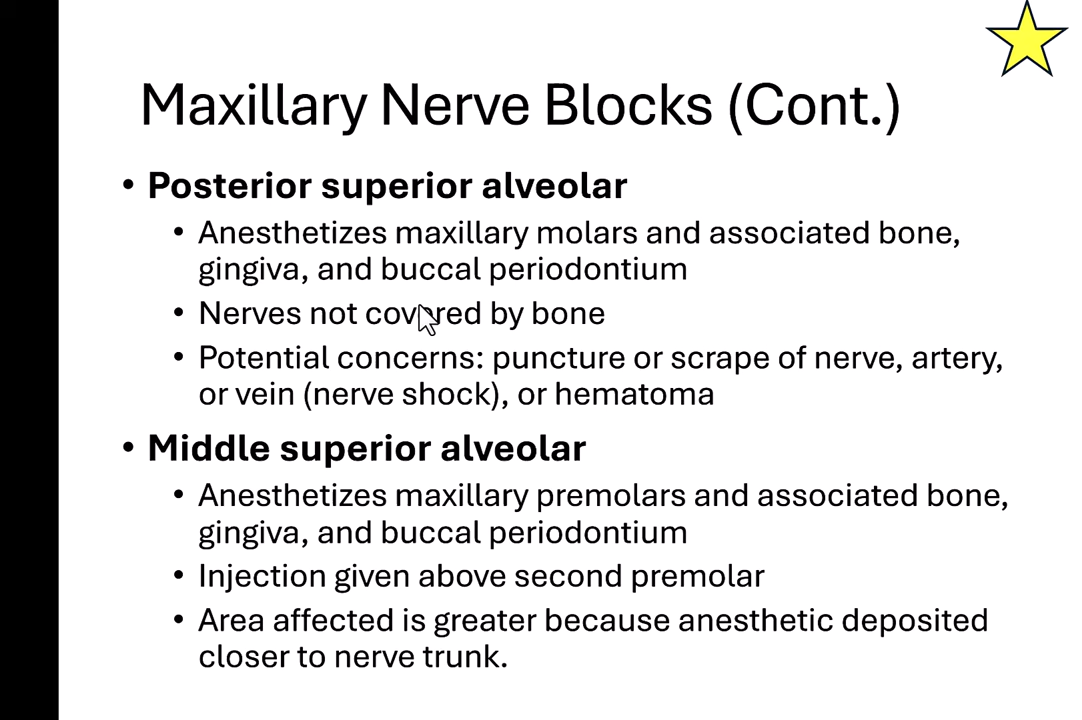 Maxillary Nerve Blocks (Cont.)
• Posterior superior alveolar
• Anesthetizes maxillary molars and associated bone,
gingiva, and buccal periodontium
• Nerves not covered by bone
• Potential concerns: puncture or scrape of nerve, artery,
or vein (nerve shock), or hematoma
• Middle superior alveolar
• Anesthetizes maxillary premolars and associated bone,
gingiva, and buccal periodontium
• Injection given above second premolar
• Area affected is greater because anesthetic deposited
closer to nerve trunk.